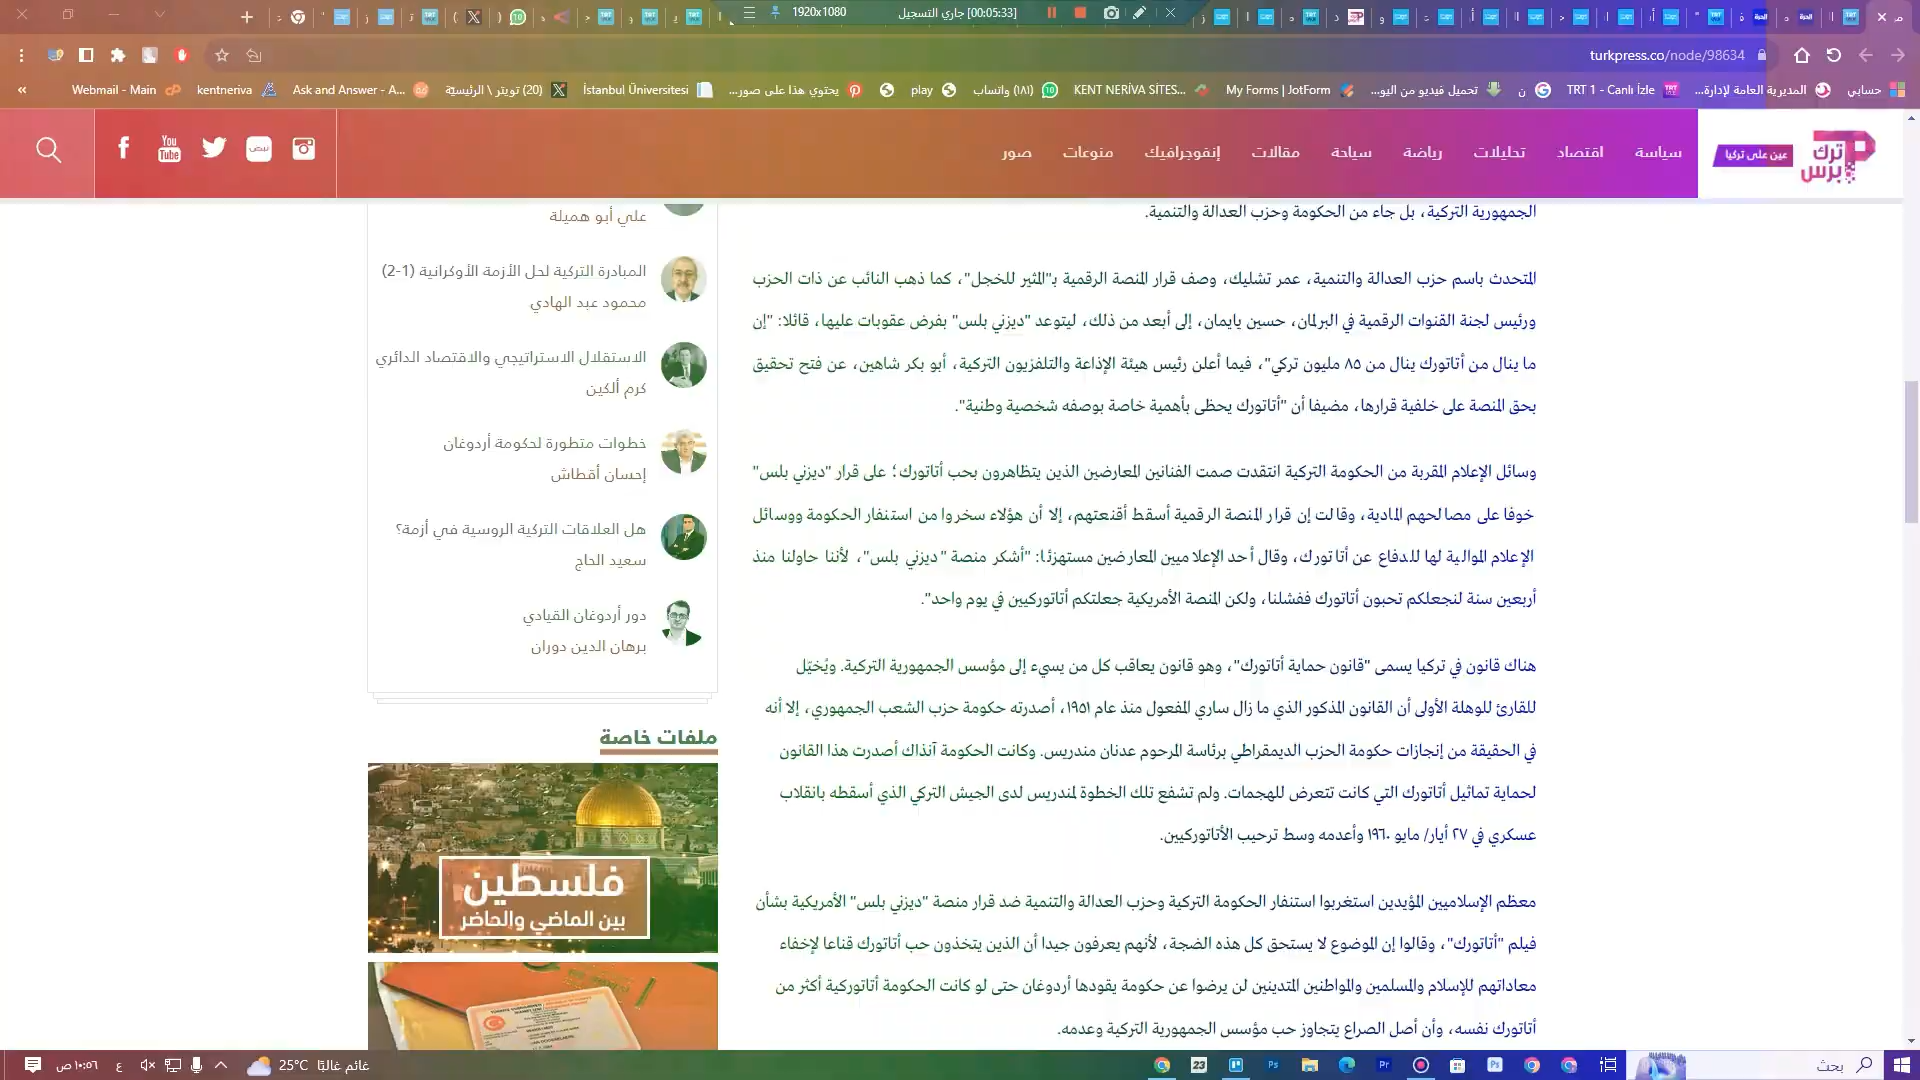 1920x1080
جاري التسجيل [00:05:33]
turkpress.co/node/98634
حسابي
المديرية العامة لإدارة...
TRT 1 - Canlı İzle
ن
تحميل فيديو من اليو...
My Forms | JotForm
KENT NERİVA SİTES...
(١٨١) واتساب
play
يحتوي هذا على صور...
İstanbul Üniversitesi
(20) تويتر \ الرئيسيّة
Ask and Answer - A...
kentneriva
Webmail - Main
ترك برس
عين على تركيا
سياسة
اقتصاد
تحليلات
رياضة
سياحة
مقالات
إنفوجرافيك
منوعات
صور
You Tube
نبض
الجمهورية التركية، بل جاء من الحكومة وحزب العدالة والتنمية.
المتحدث باسم حزب العدالة والتنمية، عمر تشليك، وصف قرار المنصة الرقمية بـ"المثير للخجل"، كما ذهب النائب عن ذات الحزب
ورئيس لجنة القنوات الرقمية في البرلمان، حسين يايمان، إلى أبعد من ذلك، ليتوعد "ديزني بلس" بفرض عقوبات عليها، قائلا: "إن
ما ينال من أتاتورك ينال من ٨٥ مليون تركي"، فيما أعلن رئيس هيئة الإذاعة والتلفزيون التركية، أبو بكر شاهين، عن فتح تحقيق
بحق المنصة على خلفية قرارها، مضيفا أن "أتاتورك يحظى بأهمية خاصة بوصفه شخصية وطنية".
وسائل الإعلام المقربة من الحكومة التركية انتقدت صمت الفنانين المعارضين الذين يتظاهرون بحب أتاتورك؛ على قرار "ديزني بلس"
خوفا على مصالحهم المادية، وقالت إن قرار المنصة الرقمية أسقط أقنعتهم، إلا أن هؤلاء سخروا من استنفار الحكومة ووسائل
الإعلام الموالية لها للدفاع عن أتاتورك، وقال أحد الإعلاميين المعارضين مستهزئا: "أشكر منصة "ديزني بلس"، لأننا حاولنا منذ
أربعين سنة لنجعلكم تحبون أتاتورك ففشلنا، ولكن المنصة الأمريكية جعلتكم أتاتوركيين في يوم واحد".
هناك قانون في تركيا يسمى "قانون حماية أتاتورك"، وهو قانون يعاقب كل من يسيء إلى مؤسس الجمهورية التركية. ويُخيّل
للقارئ للوهلة الأولى أن القانون المذكور الذي ما زال ساري المفعول منذ عام ١٩٥١، أصدرته حكومة حزب الشعب الجمهوري، إلا أنه
في الحقيقة من إنجازات حكومة الحزب الديمقراطي برئاسة المرحوم عدنان مندريس. وكانت الحكومة آنذاك أصدرت هذا القانون
لحماية تماثيل أتاتورك التي كانت تتعرض للهجمات. ولم تشفع تلك الخطوة لمندريس لدى الجيش التركي الذي أسقطه بانقلاب
عسكري في ٢٧ أيار/ مايو ١٩٦٠ وأعدمه وسط ترحيب الأتاتوركيين.
معظم الإسلاميين المؤيدين استغربوا استنفار الحكومة التركية وحزب العدالة والتنمية ضد قرار منصة "ديزني بلس" الأمريكية بشأن
فيلم "أتاتورك"، وقالوا إن الموضوع لا يستحق كل هذه الضجة، لأنهم يعرفون جيدا أن الذين يتخذون حب أتاتورك قناعا لإخفاء
معاداتهم للإسلام والمسلمين والمواطنين المتدينين لن يرضوا عن حكومة يقودها أردوغان حتى لو كانت الحكومة أتاتوركية أكثر من
أتاتورك نفسه، وأن أصل الصراع يتجاوز حب مؤسس الجمهورية التركية وعدمه.
علي أبو هميلة
المبادرة التركية لحل الأزمة الأوكرانية (1-2)
محمود عبد الهادي
الاستقلال الاستراتيجي والاقتصاد الدائري
كرم ألكين
خطوات متطورة لحكومة أردوغان
إحسان أقطاش
هل العلاقات التركية الروسية في أزمة؟
سعيد الحاج
دور أردوغان القيادي
برهان الدين دوران
ملفات خاصة
فلسطين
بين الماضي والحاضر
بحث
25°C غائم غالبًا
ع
١٠:٥٦ ص